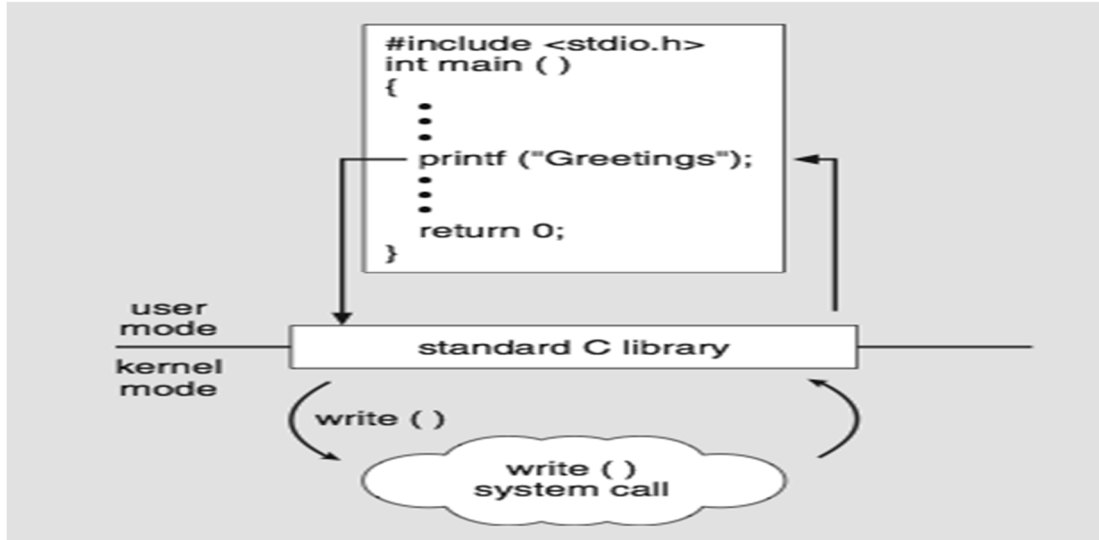 #include <stdio.h>
int main ( )
{
•
•
•
printf ("Greetings");
•
•
•
return 0;
}
user
mode
standard C library
kernel
mode
write ( )
write ( )
system call